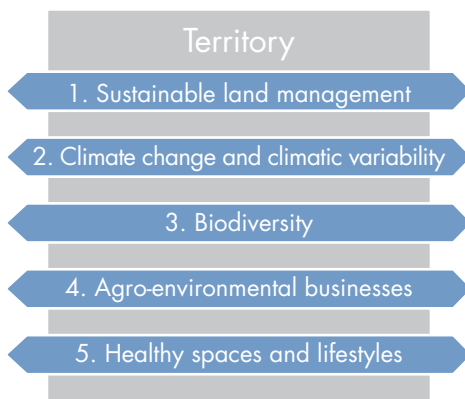 Territory
1. Sustainable land management
2. Climate change and climatic variability
3. Biodiversity
4. Agro-environmental businesses
5. Healthy spaces and lifestyles